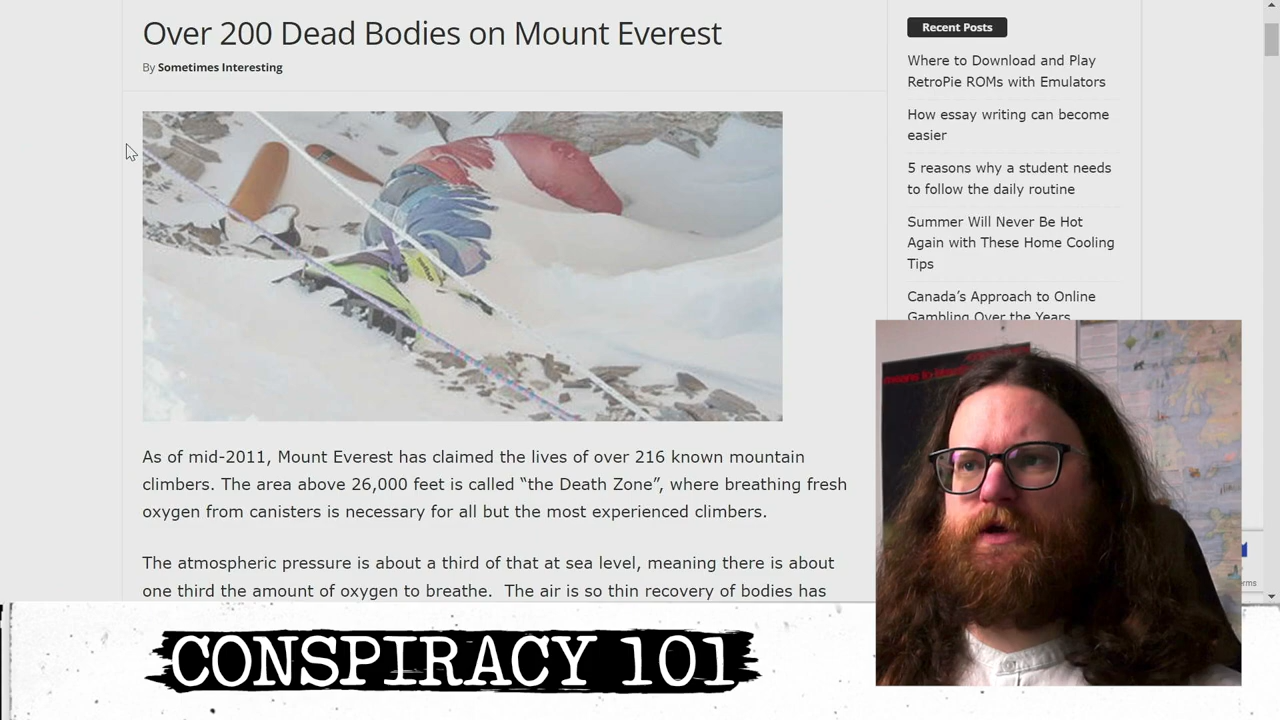 Over 200 Dead Bodies on Mount Everest
By Sometimes Interesting
As of mid-2011, Mount Everest has claimed the lives of over 216 known mountain
climbers. The area above 26,000 feet is called “the Death Zone”, where breathing fresh
oxygen from canisters is necessary for all but the most experienced climbers.
The atmospheric pressure is about a third of that at sea level, meaning there is about
one third the amount of oxygen to breathe. The air is so thin recovery of bodies has
Recent Posts
Where to Download and Play
RetroPie ROMs with Emulators
How essay writing can become
easier
5 reasons why a student needs
to follow the daily routine
Summer Will Never Be Hot
Again with These Home Cooling
Tips
Canada’s Approach to Online
Gambling Over the Years
CONSPIRACY 101